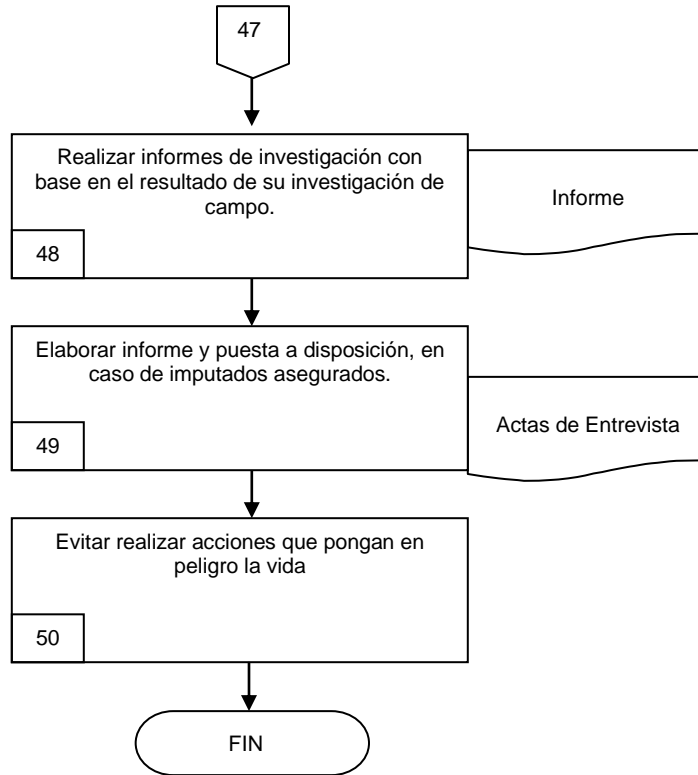 47
Realizar informes de investigación con
base en el resultado de su investigación de
campo.
Informe
48
Elaborar informe y puesta a disposición, en
caso de imputados asegurados.
Actas de Entrevista
49
Evitar realizar acciones que pongan en
peligro la vida
50
FIN